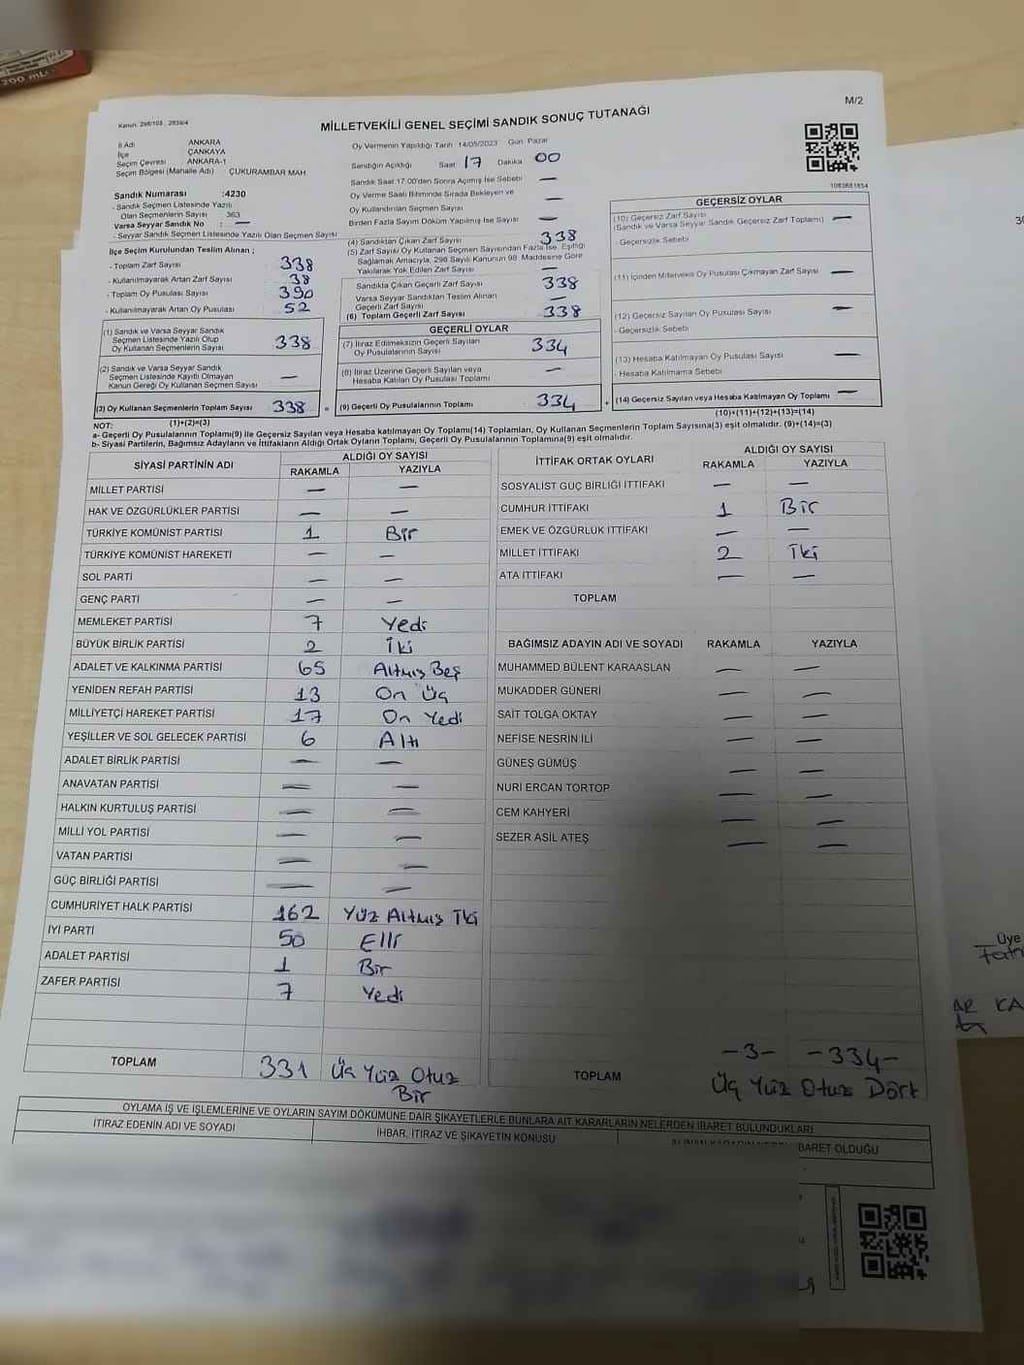 200 mL
Kanun: 298/105 , 2839/4
M/2
MİLLETVEKİLİ GENEL SEÇİMİ SANDIK SONUÇ TUTANAĞI
İl Adı ANKARA
İlçe ÇANKAYA
Seçim Çevresi ANKARA-1
Seçim Bölgesi (Mahalle Adı) ÇUKURAMBAR MAH.
Sandık Numarası :4230
- Sandık Seçmen Listesinde Yazılı
Olan Seçmenlerin Sayısı 363
Varsa Seyyar Sandık No : —
- Seyyar Sandık Seçmen Listesinde Yazılı Olan Seçmen Sayısı
İlçe Seçim Kurulundan Teslim Alınan ;
- Toplam Zarf Sayısı 338
- Kullanılmayarak Artan Zarf Sayısı 38
- Toplam Oy Pusulası Sayısı 390
- Kullanılmayarak Artan Oy Pusulası 52
(1) Sandık ve Varsa Seyyar Sandık
Seçmen Listesinde Yazılı Olup
Oy Kullanan Seçmenlerin Sayısı 338
(2) Sandık ve Varsa Seyyar Sandık
Seçmen Listesinde Kayıtlı Olmayan
Kanun Gereği Oy Kullanan Seçmen Sayısı —
(3) Oy Kullanan Seçmenlerin Toplam Sayısı 338 =
(1)+(2)=(3)
Oy Vermenin Yapıldığı Tarih 14/05/2023 Gün Pazar
Sandığın Açıldığı Saat 17 Dakika 00
Sandık Saat 17:00'den Sonra Açılmış İse Sebebi —
Oy Verme Saati Bitiminde Sırada Bekleyen ve
Oy Kullandırılan Seçmen Sayısı —
Birden Fazla Sayım Döküm Yapılmış İse Sayısı —
(4) Sandıktan Çıkan Zarf Sayısı 338
(5) Zarf Sayısı Oy Kullanan Seçmen Sayısından Fazla İse, Eşitliği
Sağlamak Amacıyla, 298 Sayılı Kanunun 98. Maddesine Göre
Yakılarak Yok Edilen Zarf Sayısı —
Sandıkta Çıkan Geçerli Zarf Sayısı 338
Varsa Seyyar Sandıktan Teslim Alınan
Geçerli Zarf Sayısı —
(6) Toplam Geçerli Zarf Sayısı 338
GEÇERLİ OYLAR
(7) İtiraz Edilmeksizin Geçerli Sayılan
Oy Pusulalarının Sayısı 334
(8) İtiraz Üzerine Geçerli Sayılan veya
Hesaba Katılan Oy Pusulası Toplamı —
(9) Geçerli Oy Pusulalarının Toplamı 334 +
1083681854
GEÇERSİZ OYLAR
(10) Geçersiz Zarf Sayısı
(Sandık ve Varsa Seyyar Sandık Geçersiz Zarf Toplamı) —
- Geçersizlik Sebebi
(11) İçinden Milletvekili Oy Pusulası Çıkmayan Zarf Sayısı —
(12) Geçersiz Sayılan Oy Pusulası Sayısı —
- Geçersizlik Sebebi
(13) Hesaba Katılmayan Oy Pusulası Sayısı —
- Hesaba Katılmama Sebebi
(14) Geçersiz Sayılan veya Hesaba Katılmayan Oy Toplamı —
(10)+(11)+(12)+(13)=(14)
NOT:
a- Geçerli Oy Pusulalarının Toplamı(9) ile Geçersiz Sayılan veya Hesaba katılmayan Oy Toplamı(14) Toplamları, Oy Kullanan Seçmenlerin Toplam Sayısına(3) eşit olmalıdır. (9)+(14)=(3)
b- Siyasi Partilerin, Bağımsız Adayların ve İttifakların Aldığı Ortak Oyların Toplamı, Geçerli Oy Pusulalarının Toplamına(9) eşit olmalıdır.
SİYASİ PARTİNİN ADI ALDIĞI OY SAYISI
RAKAMLA YAZIYLA
MİLLET PARTİSİ — —
HAK VE ÖZGÜRLÜKLER PARTİSİ — —
TÜRKİYE KOMÜNİST PARTİSİ 1 Bir
TÜRKİYE KOMÜNİST HAREKETİ — —
SOL PARTİ — —
GENÇ PARTİ — —
MEMLEKET PARTİSİ 7 Yedi
BÜYÜK BİRLİK PARTİSİ 2 İki
ADALET VE KALKINMA PARTİSİ 65 Altmış Beş
YENİDEN REFAH PARTİSİ 13 On Üç
MİLLİYETÇİ HAREKET PARTİSİ 17 On Yedi
YEŞİLLER VE SOL GELECEK PARTİSİ 6 Altı
ADALET BİRLİK PARTİSİ — —
ANAVATAN PARTİSİ — —
HALKIN KURTULUŞ PARTİSİ — —
MİLLİ YOL PARTİSİ — —
VATAN PARTİSİ — —
GÜÇ BİRLİĞİ PARTİSİ — —
CUMHURİYET HALK PARTİSİ 162 Yüz Altmış İki
İYİ PARTİ 50 Elli
ADALET PARTİSİ 1 Bir
ZAFER PARTİSİ 7 Yedi
TOPLAM 331 Üç Yüz Otuz
Bir
İTTİFAK ORTAK OYLARI ALDIĞI OY SAYISI
RAKAMLA YAZIYLA
SOSYALİST GÜÇ BİRLİĞİ İTTİFAKI — —
CUMHUR İTTİFAKI 1 Bir
EMEK VE ÖZGÜRLÜK İTTİFAKI — —
MİLLET İTTİFAKI 2 İki
ATA İTTİFAKI — —
TOPLAM
BAĞIMSIZ ADAYIN ADI VE SOYADI RAKAMLA YAZIYLA
MUHAMMED BÜLENT KARAASLAN — —
MUKADDER GÜNERİ — —
SAİT TOLGA OKTAY — —
NEFİSE NESRİN İLİ — —
GÜNEŞ GÜMÜŞ — —
NURİ ERCAN TORTOP — —
CEM KAHYERİ — —
SEZER ASİL ATEŞ — —
-3- -334-
TOPLAM Üç Yüz Otuz Dört
OYLAMA İŞ VE İŞLEMLERİNE VE OYLARIN SAYIM DÖKÜMÜNE DAİR ŞİKAYETLERLE BUNLARA AİT KARARLARIN NELERDEN İBARET BULUNDUKLARI
İTİRAZ EDENİN ADI VE SOYADI İHBAR, İTİRAZ VE ŞİKAYETİN KONUSU BARET OLDUĞU
Üye
AR KA